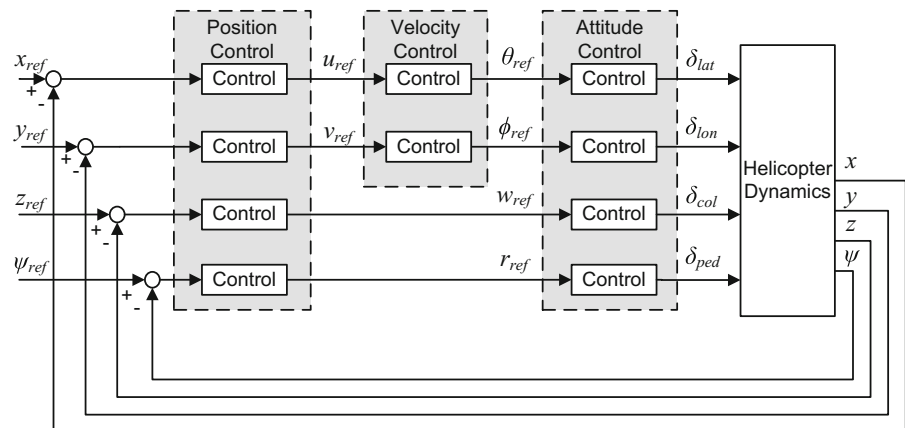 Position Control
Velocity Control
Attitude Control
x_ref
+
-
Control
u_ref
Control
θ_ref
Control
δ_lat
y_ref
+
-
Control
v_ref
Control
ϕ_ref
Control
δ_lon
Helicopter Dynamics
x
y
z
ψ
z_ref
+
-
Control
w_ref
Control
δ_col
ψ_ref
+
-
Control
r_ref
Control
δ_ped